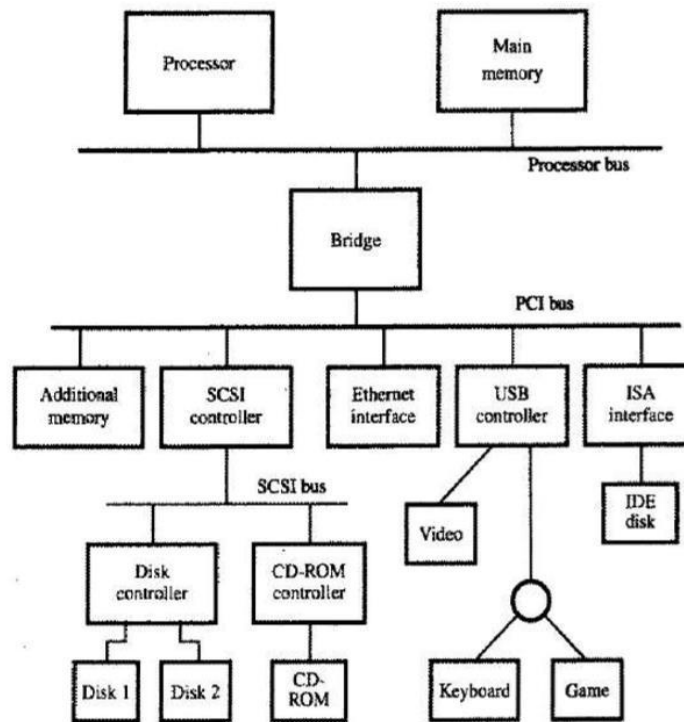 Processor
Main
memory
Processor bus
Bridge
PCI bus
Additional
memory
SCSI
controller
Ethernet
interface
USB
controller
ISA
interface
SCSI bus
Video
IDE
disk
Disk
controller
CD-ROM
controller
Disk 1
Disk 2
CD-
ROM
Keyboard
Game